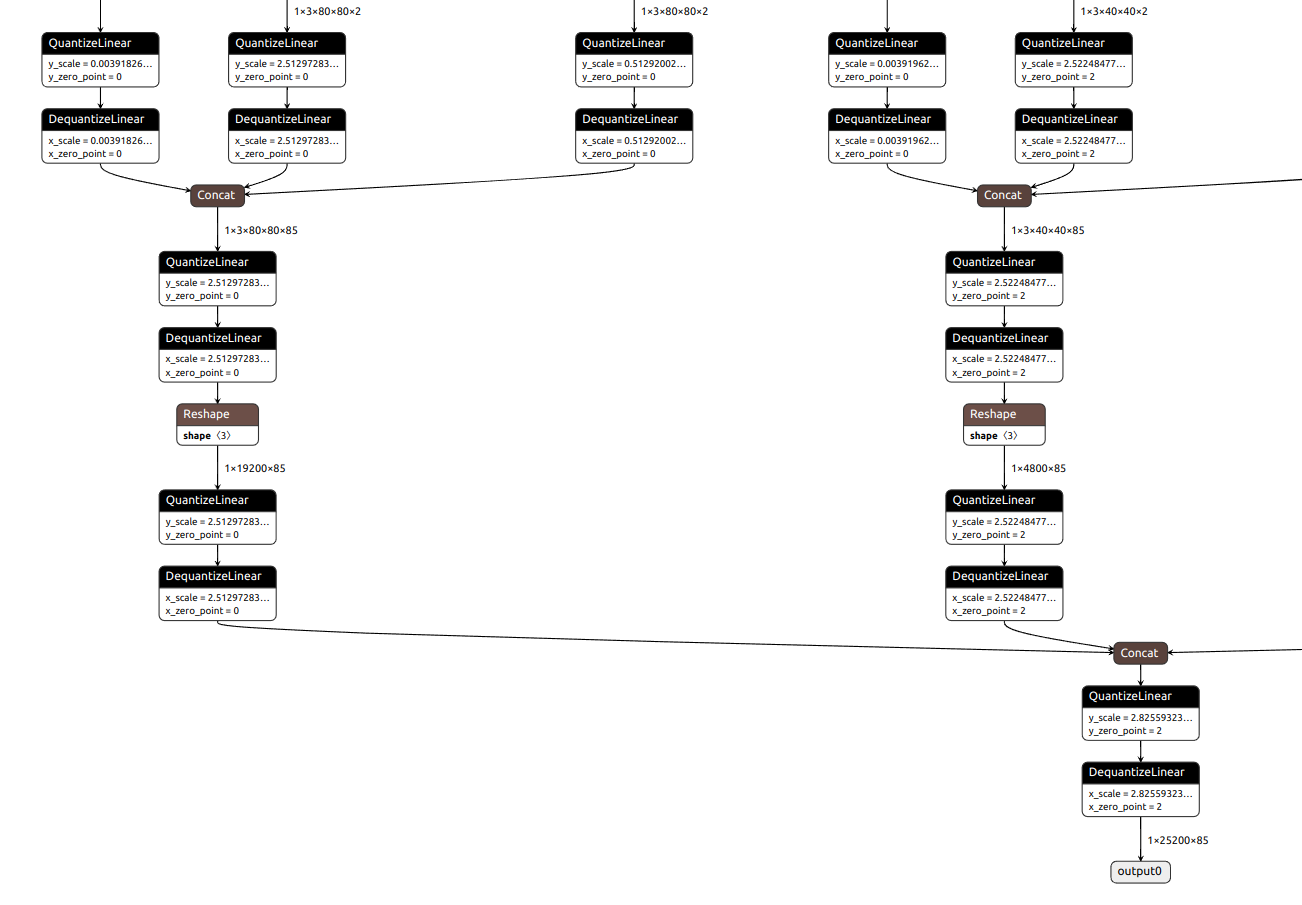 1×3×80×80×2
1×3×80×80×2
1×3×40×40×2
QuantizeLinear
y_scale = 0.00391826…
y_zero_point = 0
QuantizeLinear
y_scale = 2.51297283…
y_zero_point = 0
QuantizeLinear
y_scale = 0.51292002…
y_zero_point = 0
QuantizeLinear
y_scale = 0.00391962…
y_zero_point = 0
QuantizeLinear
y_scale = 2.52248477…
y_zero_point = 2
DequantizeLinear
x_scale = 0.00391826…
x_zero_point = 0
DequantizeLinear
x_scale = 2.51297283…
x_zero_point = 0
DequantizeLinear
x_scale = 0.51292002…
x_zero_point = 0
DequantizeLinear
x_scale = 0.00391962…
x_zero_point = 0
DequantizeLinear
x_scale = 2.52248477…
x_zero_point = 2
Concat
Concat
1×3×80×80×85
1×3×40×40×85
QuantizeLinear
y_scale = 2.51297283…
y_zero_point = 0
QuantizeLinear
y_scale = 2.52248477…
y_zero_point = 2
DequantizeLinear
x_scale = 2.51297283…
x_zero_point = 0
DequantizeLinear
x_scale = 2.52248477…
x_zero_point = 2
Reshape
shape 〈3〉
Reshape
shape 〈3〉
1×19200×85
1×4800×85
QuantizeLinear
y_scale = 2.51297283…
y_zero_point = 0
QuantizeLinear
y_scale = 2.52248477…
y_zero_point = 2
DequantizeLinear
x_scale = 2.51297283…
x_zero_point = 0
DequantizeLinear
x_scale = 2.52248477…
x_zero_point = 2
Concat
QuantizeLinear
y_scale = 2.82559323…
y_zero_point = 2
DequantizeLinear
x_scale = 2.82559323…
x_zero_point = 2
1×25200×85
output0